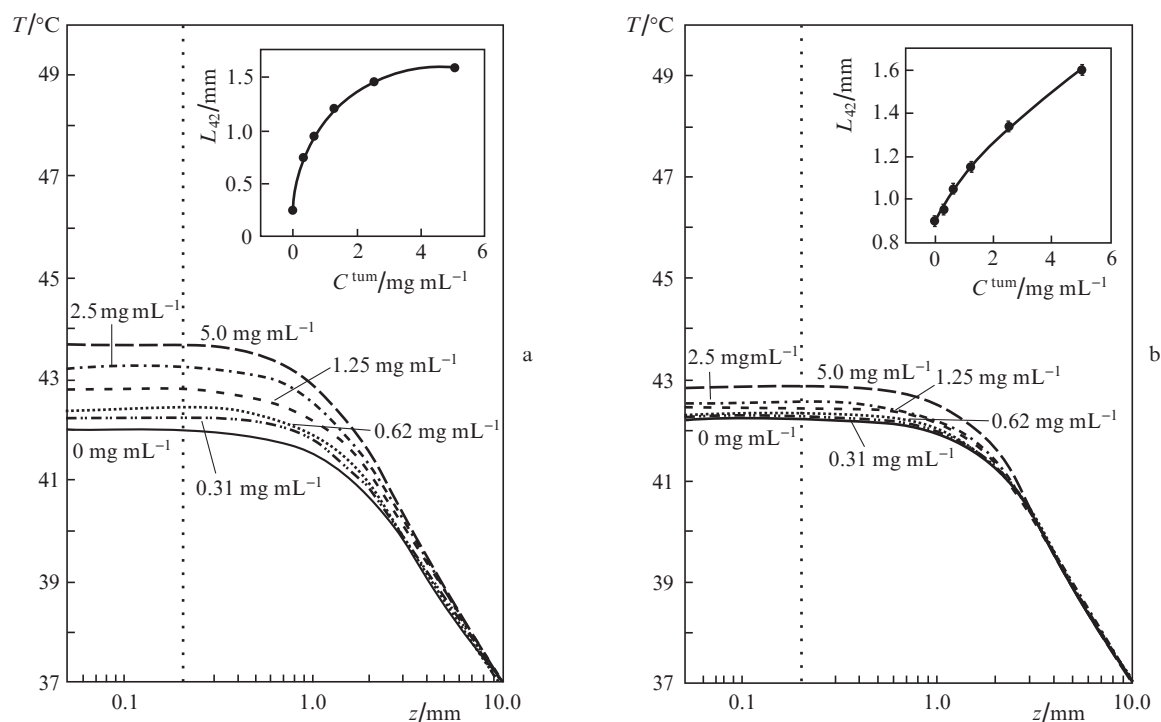 T/°C
49
47
45
43
41
39
37
0.1
1.0
10.0
z/mm
L42/mm
1.5
1.0
0.5
0
0
2
4
6
C tum/mg mL–1
2.5 mg mL–1
5.0 mg mL–1
1.25 mg mL–1
0.62 mg mL–1
0 mg mL–1
0.31 mg mL–1
a
T/°C
49
47
45
43
41
39
37
0.1
1.0
10.0
z/mm
L42/mm
1.6
1.4
1.2
1.0
0.8
0
2
4
6
C tum/mg mL–1
2.5 mgmL–1
5.0 mg mL–1
1.25 mg mL–1
0.62 mg mL–1
0 mg mL–1
0.31 mg mL–1
b